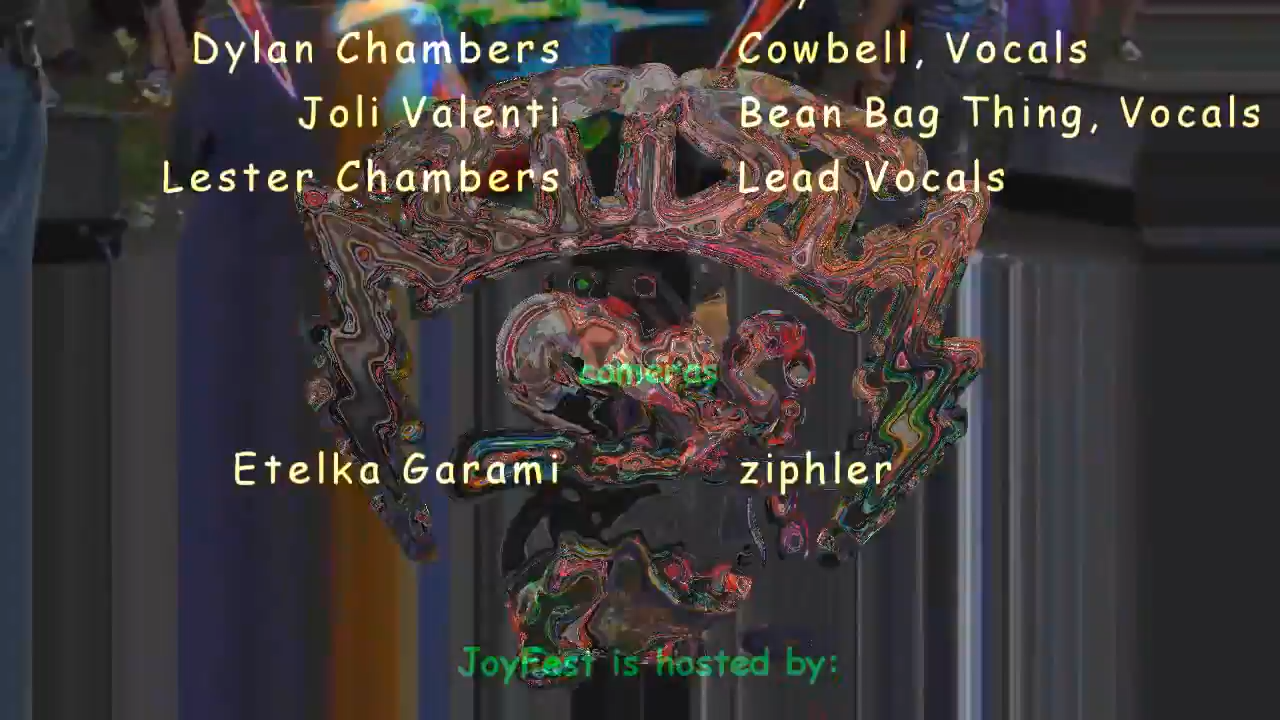 Dylan Chambers Cowbell, Vocals
Joli Valenti Bean Bag Thing, Vocals
Lester Chambers Lead Vocals
cameras
Etelka Garami ziphler
JoyFest is hosted by: